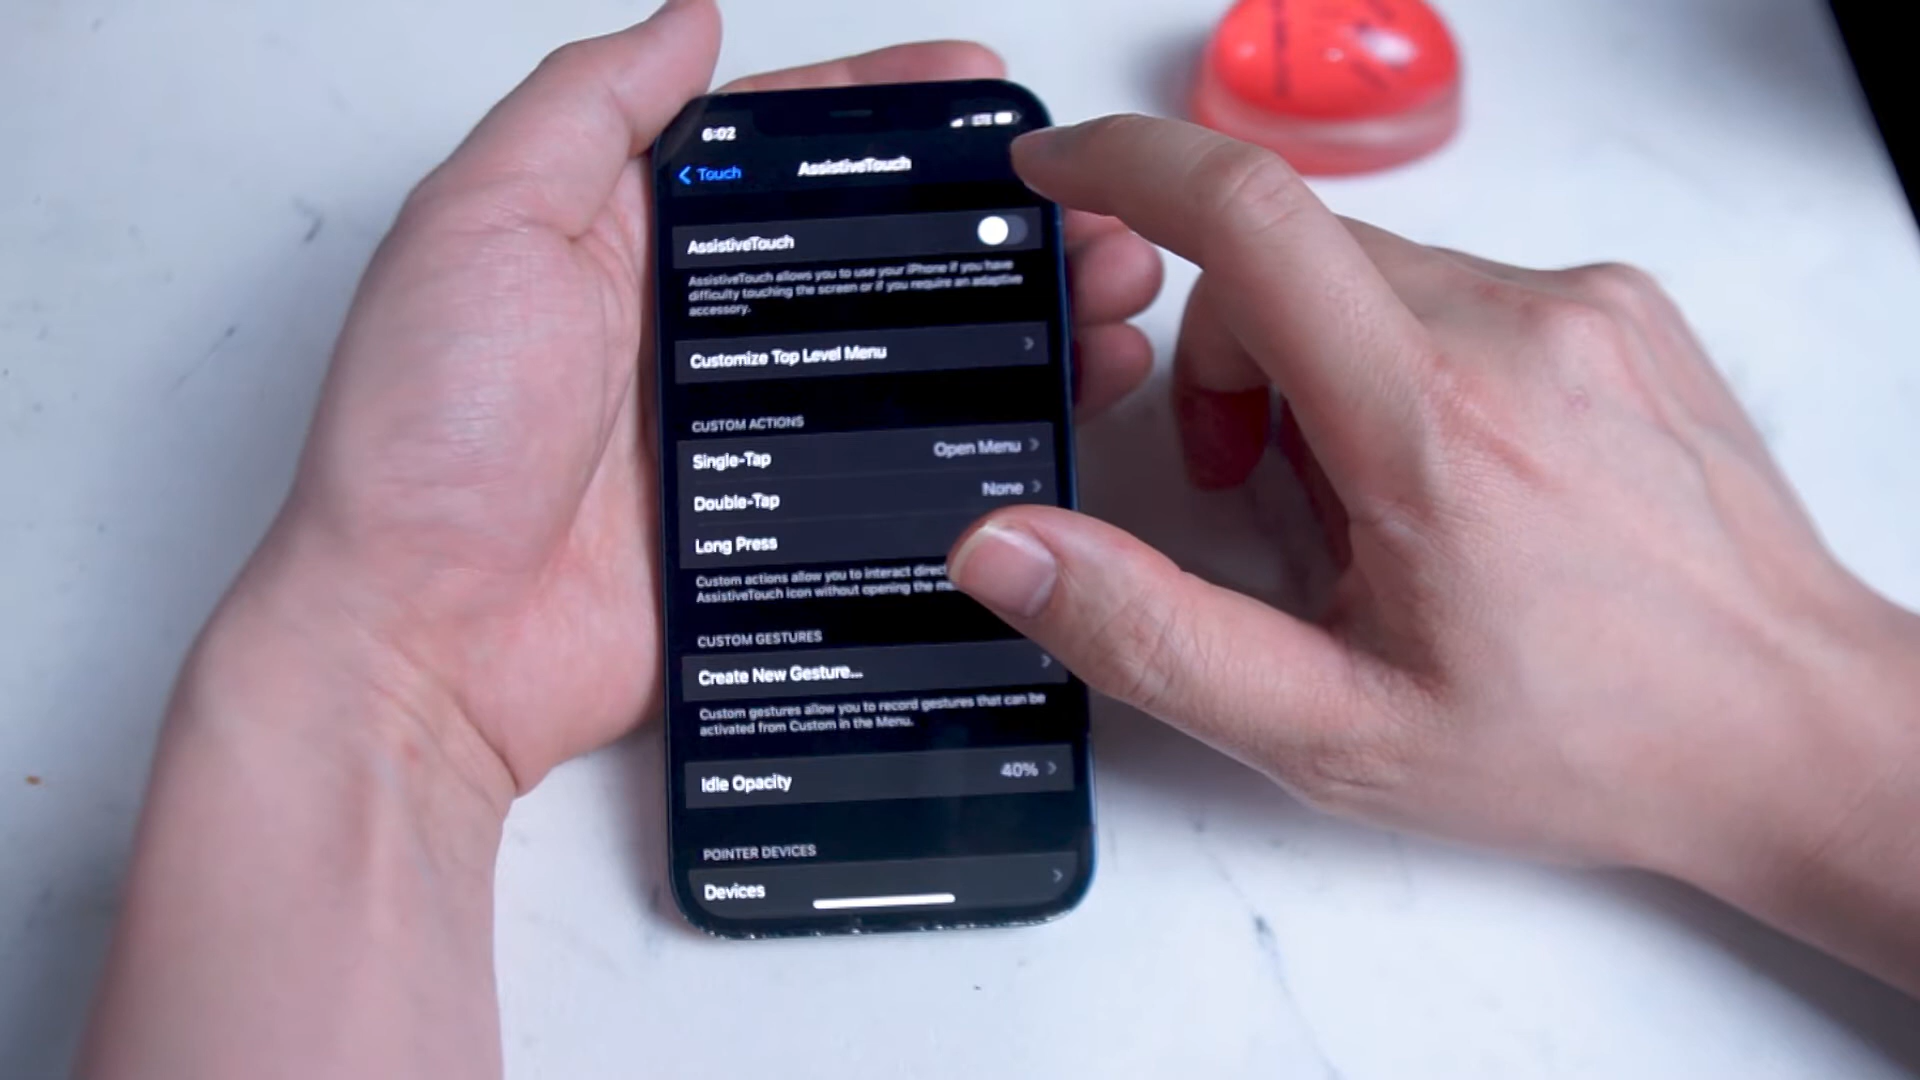 6:02
LTE
Touch
AssistiveTouch
AssistiveTouch
AssistiveTouch allows you to use your iPhone if you have
difficulty touching the screen or if you require an adaptive
accessory.
Customize Top Level Menu
CUSTOM ACTIONS
Single-Tap Open Menu
Double-Tap None
Long Press
Custom actions allow you to interact
AssistiveTouch icon without opening the
CUSTOM GESTURES
Create New Gesture...
Custom gestures allow you to record gestures that can be
activated from Custom in the Menu.
Idle Opacity 40%
POINTER DEVICES
Devices